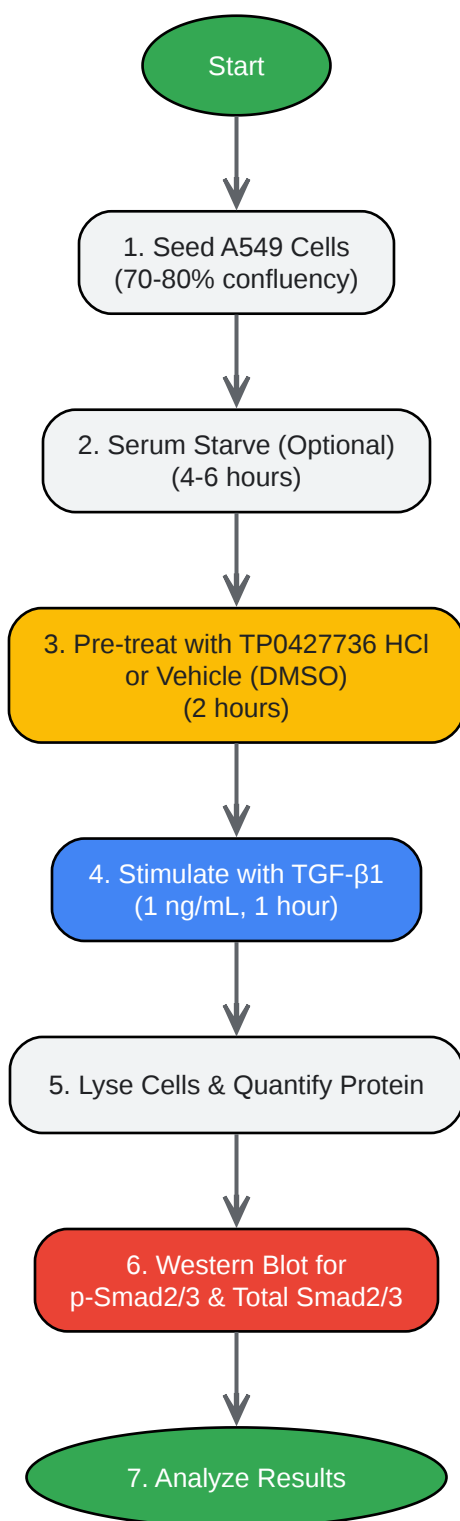 Start
1. Seed A549 Cells
(70-80% confluency)
2. Serum Starve (Optional)
(4-6 hours)
3. Pre-treat with TP0427736 HCl
or Vehicle (DMSO)
(2 hours)
4. Stimulate with TGF-β1
(1 ng/mL, 1 hour)
5. Lyse Cells & Quantify Protein
6. Western Blot for
p-Smad2/3 & Total Smad2/3
7. Analyze Results